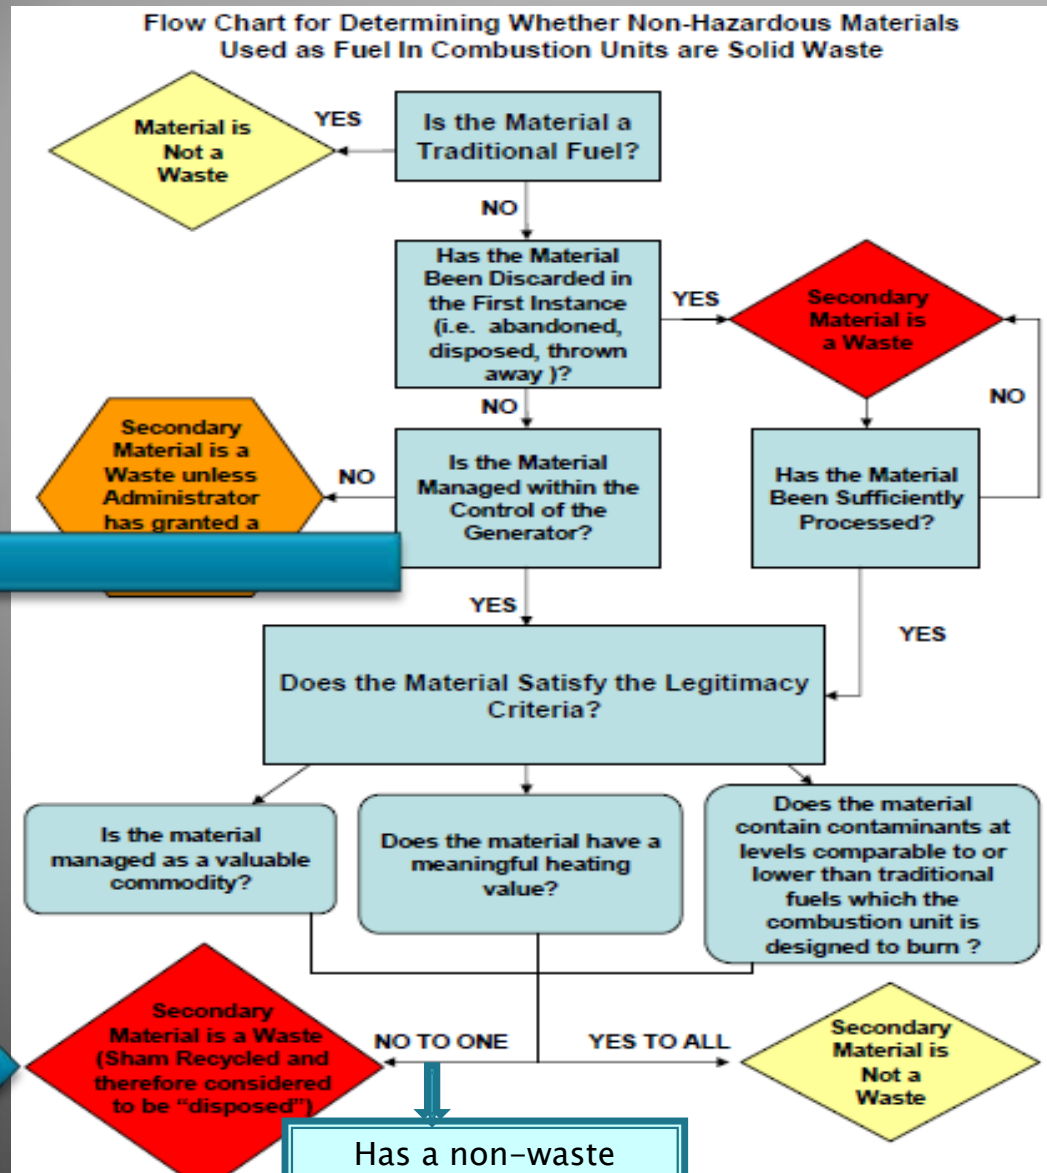 Flow Chart for Determining Whether Non-Hazardous Materials
Used as Fuel In Combustion Units are Solid Waste
Material is
Not a
Waste
YES
Is the Material a
Traditional Fuel?
NO
Has the Material
Been Discarded in
the First Instance
(i.e. abandoned,
disposed, thrown
away )?
YES
Secondary
Material is
a Waste
NO
NO
Secondary
Material is a
Waste unless
Administrator
has granted a
NO
Is the Material
Managed within the
Control of the
Generator?
Has the Material
Been Sufficiently
Processed?
YES
YES
Does the Material Satisfy the Legitimacy
Criteria?
Is the material
managed as a valuable
commodity?
Does the material have a
meaningful heating
value?
Does the material
contain contaminants at
levels comparable to or
lower than traditional
fuels which the
combustion unit is
designed to burn ?
Secondary
Material is a Waste
(Sham Recycled and
therefore considered
to be “disposed”)
NO TO ONE
YES TO ALL
Secondary
Material is
Not a
Waste
Has a non-waste